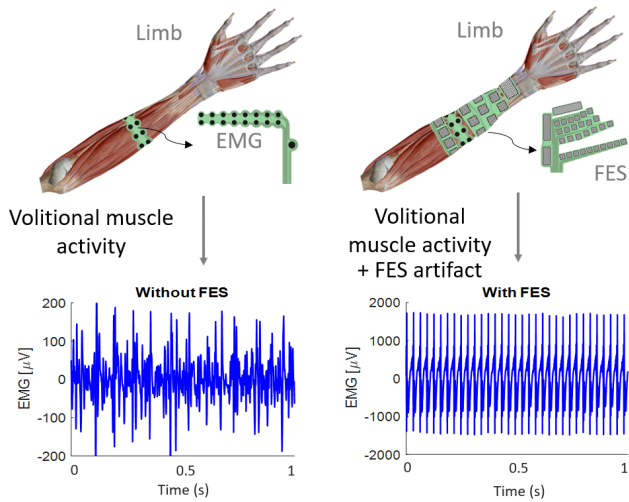 Limb
EMG
Volitional muscle
activity
Without FES
EMG [µV]
200
100
0
-100
-200
0
0.5
1
Time (s)
Limb
FES
Volitional
muscle activity
+ FES artifact
With FES
EMG [µV]
2000
1000
0
-1000
-2000
0
0.5
1
Time (s)